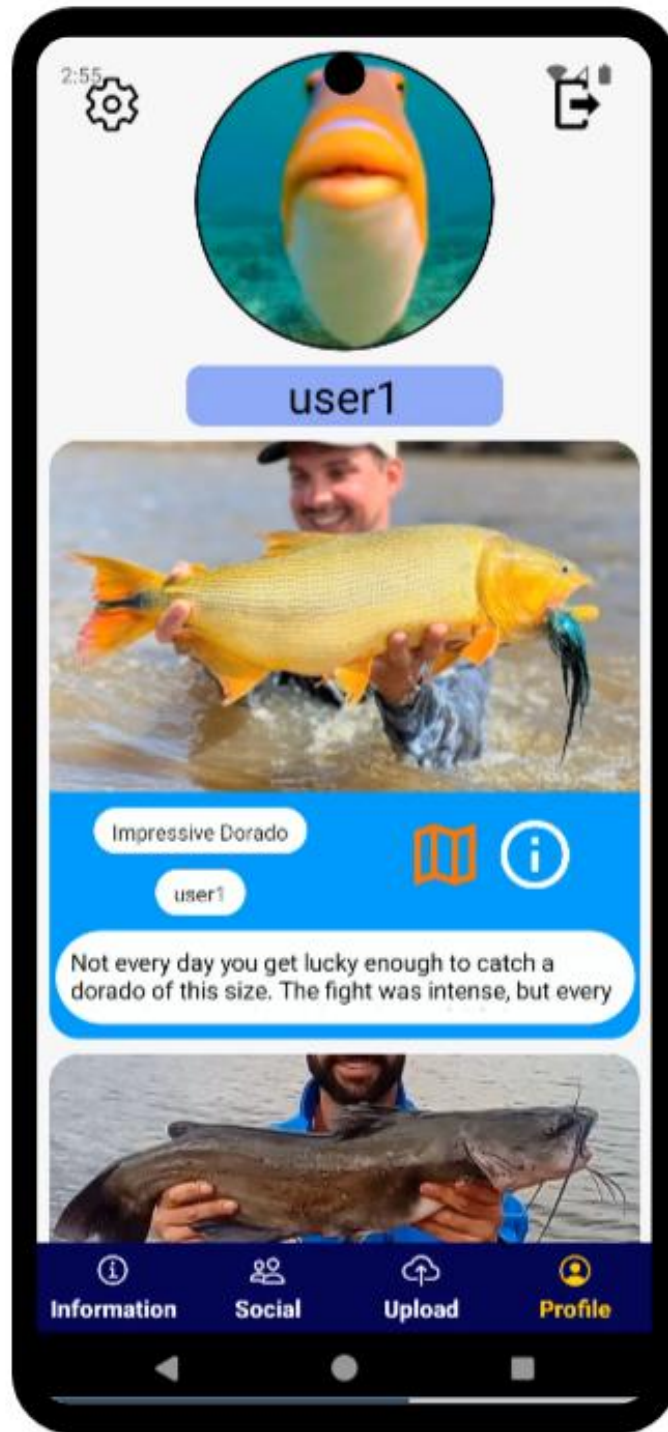 2:55
user1
Impressive Dorado
user1
Not every day you get lucky enough to catch a
dorado of this size. The fight was intense, but every
Information
Social
Upload
Profile